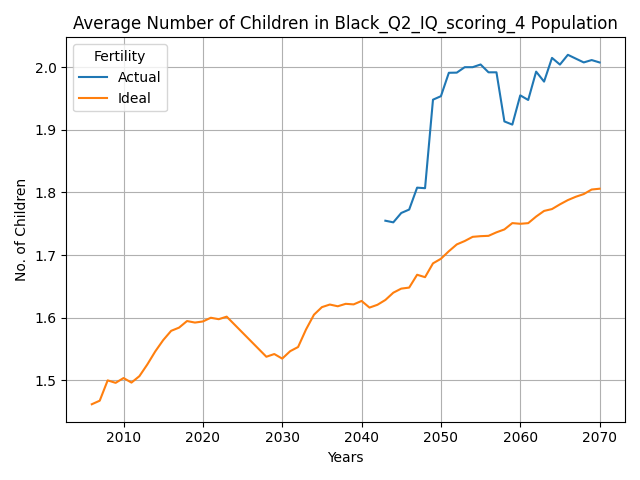 Average Number of Children in Black_Q2_IQ_scoring_4 Population
Fertility
Actual
Ideal
No. of Children
2.0
1.9
1.8
1.7
1.6
1.5
2010 2020 2030 2040 2050 2060 2070
Years